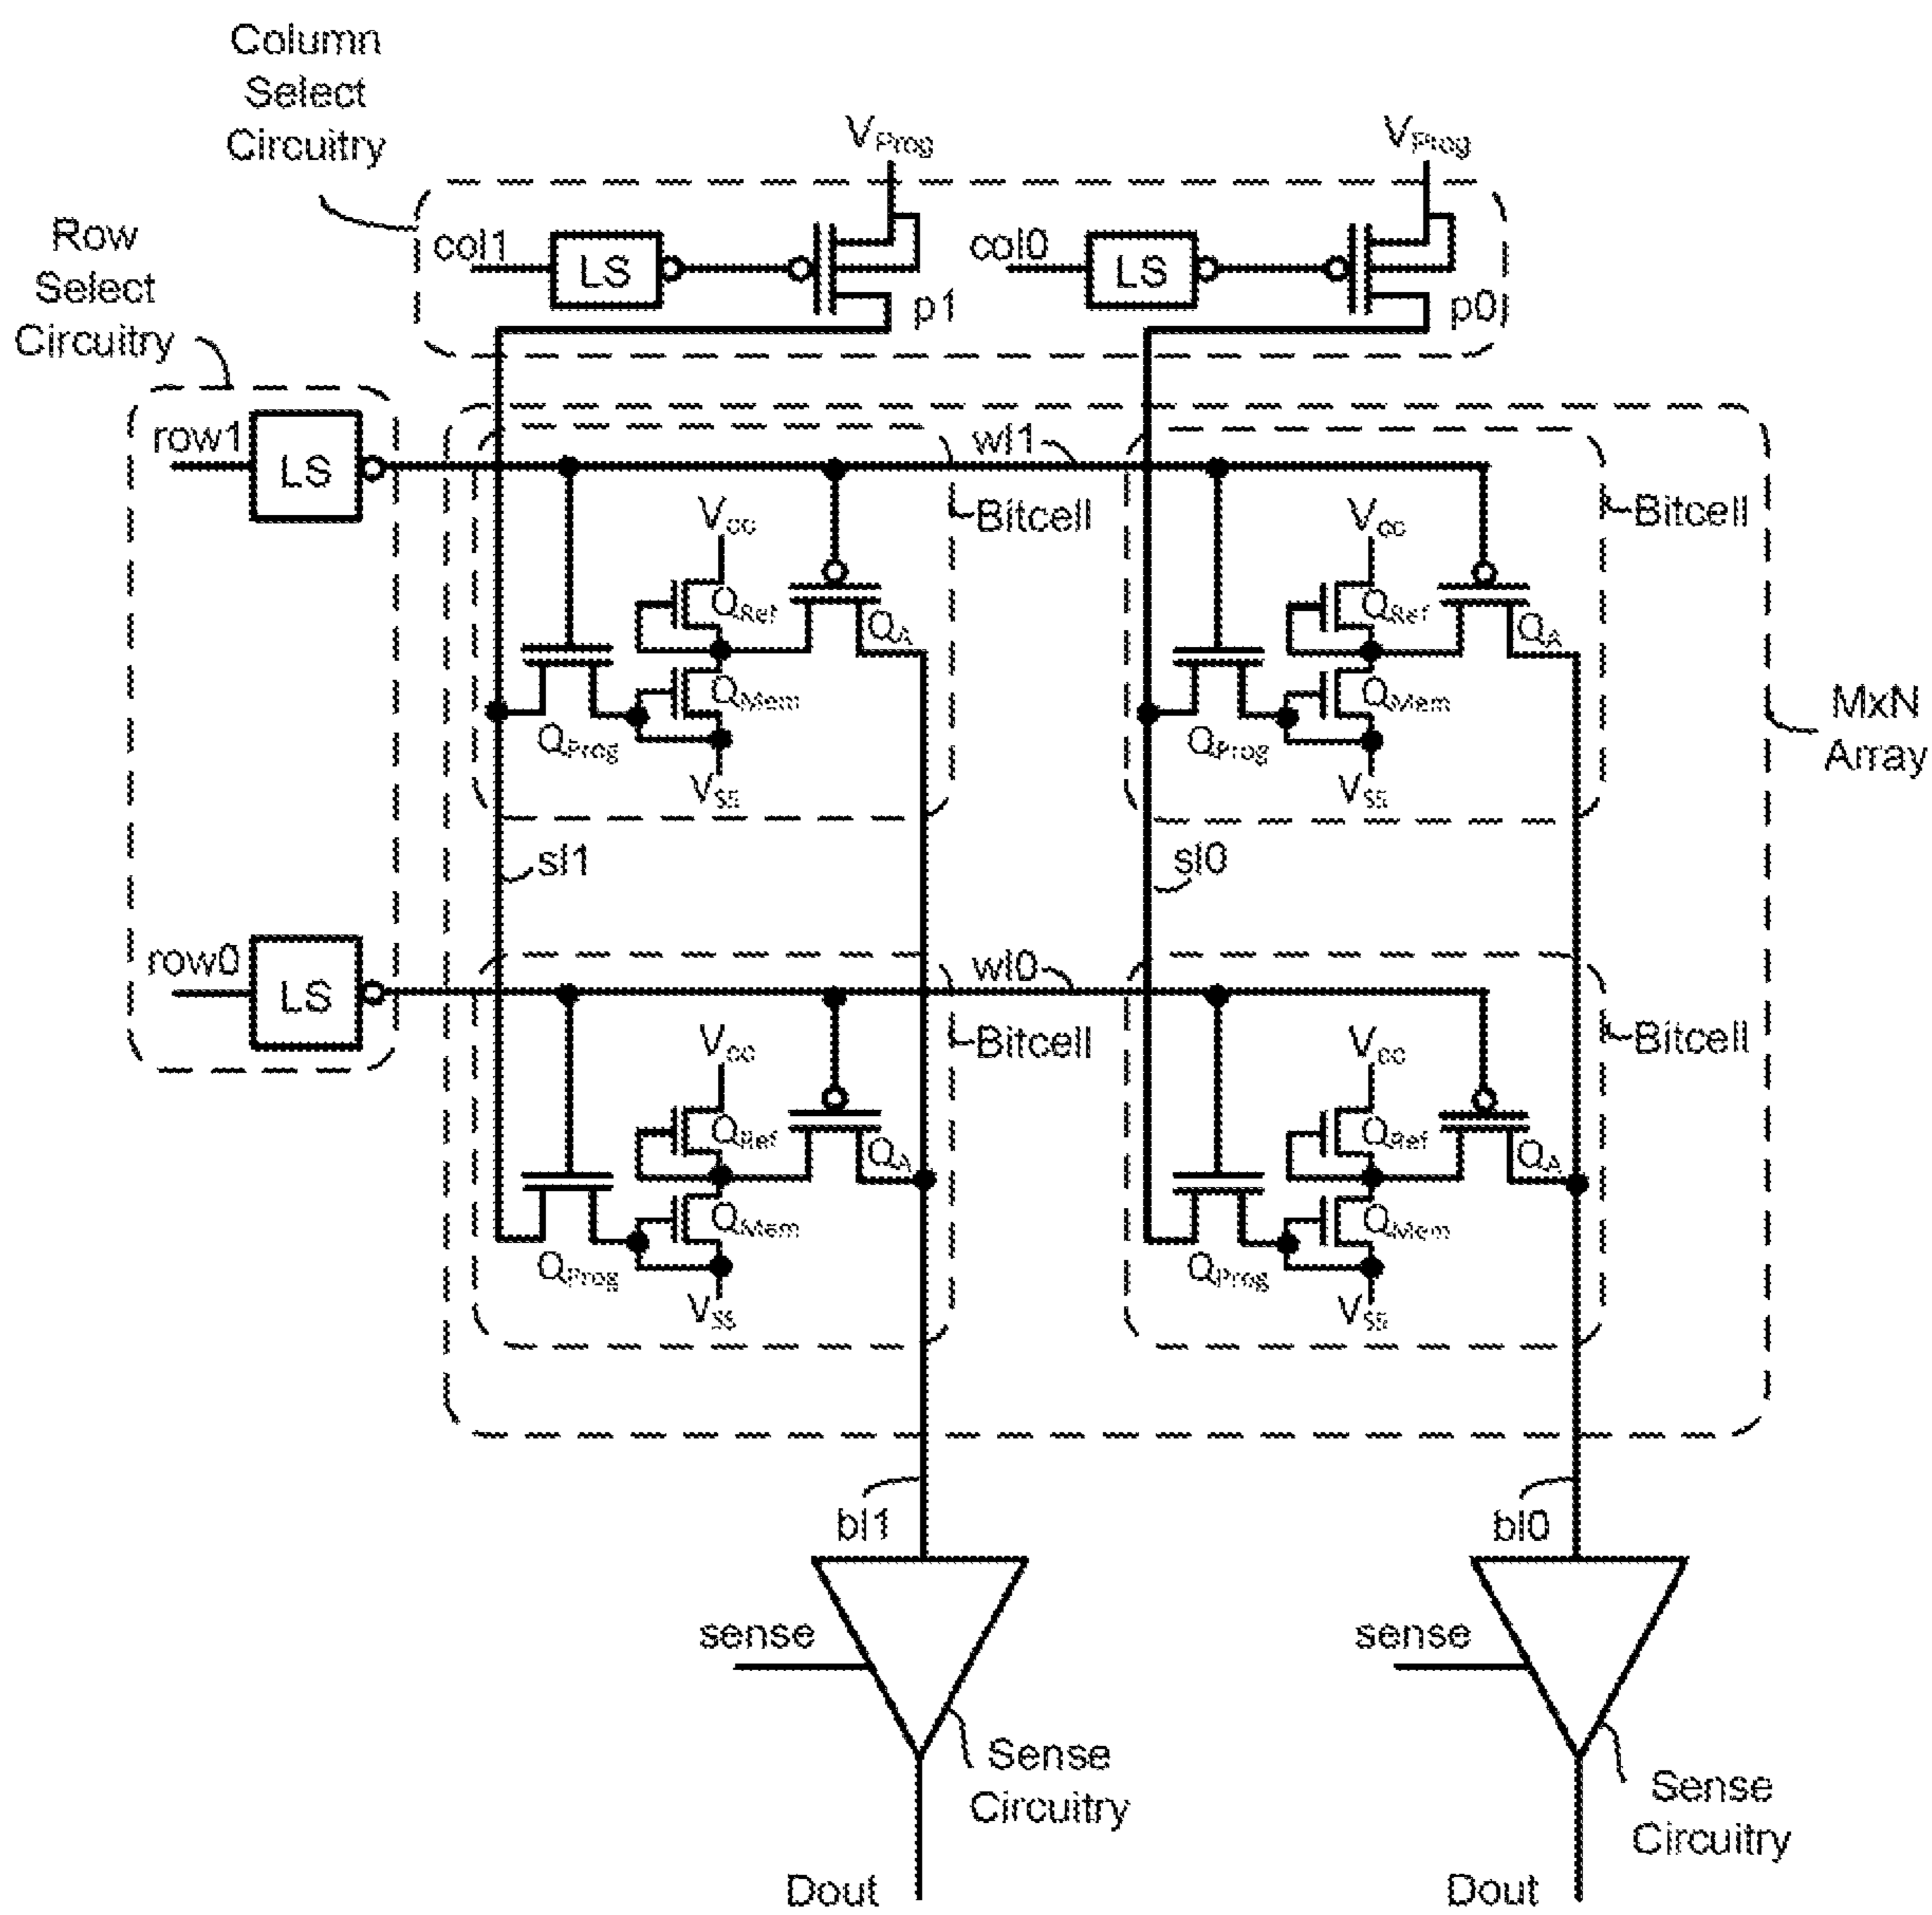 Column
Select
Circuitry
VProg
VProg
Row
Select
Circuitry
col1
LS
p1
col0
LS
p0
row1
LS
wl1
Bitcell
Bitcell
Vcc
QRef
QA
QMem
QProg
Vss
Vcc
QRef
QA
QMem
QProg
Vss
MxN
Array
sl1
sl0
row0
LS
wl0
Bitcell
Bitcell
Vcc
QRef
QA
QMem
QProg
Vss
Vcc
QRef
QA
QMem
QProg
Vss
bl1
bl0
sense
sense
Sense
Circuitry
Sense
Circuitry
Dout
Dout